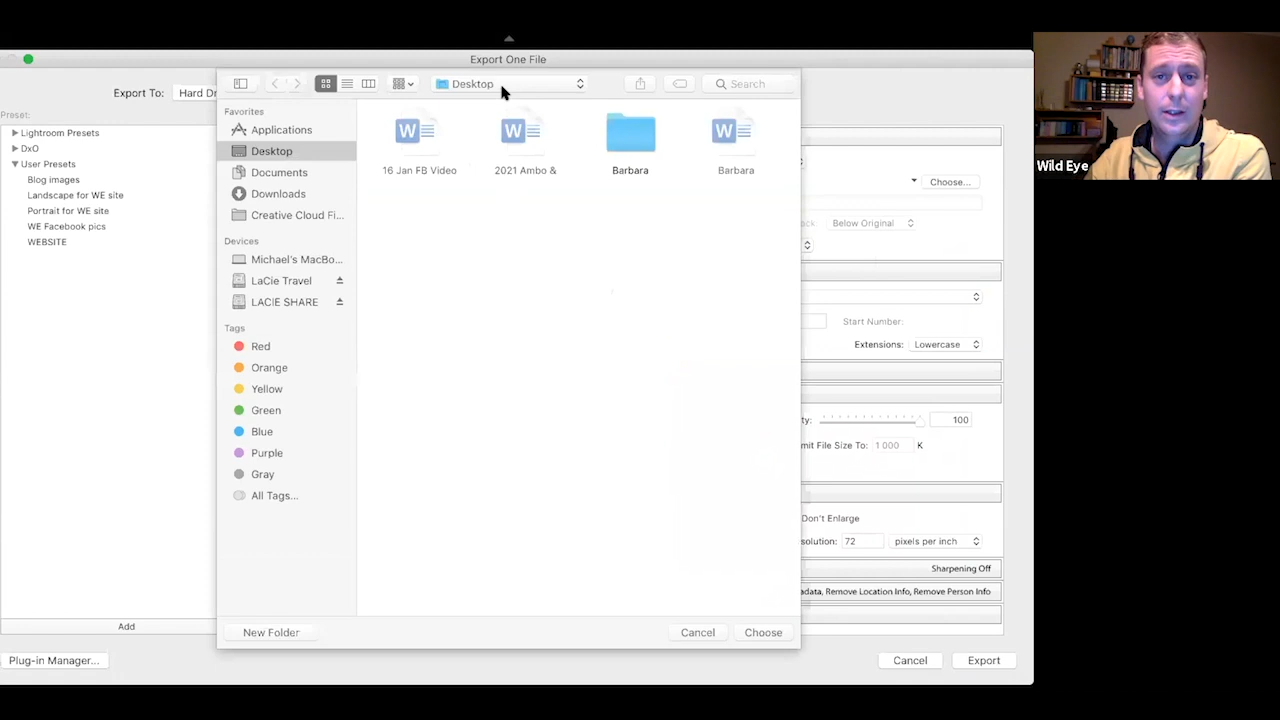 Export One File
Export To: Hard Dr
Desktop
Search
Preset:
Lightroom Presets
DxO
User Presets
Blog images
Landscape for WE site
Portrait for WE site
WE Facebook pics
WEBSITE
Add
Plug-in Manager...
Favorites
Applications
Desktop
Documents
Downloads
Creative Cloud Fi...
Devices
Michael's MacBo...
LaCie Travel
LACIE SHARE
Tags
Red
Orange
Yellow
Green
Blue
Purple
Gray
All Tags...
W
W
W
16 Jan FB Video
2021 Ambo &
Barbara
Barbara
New Folder
Cancel
Choose
Choose...
Below Original
Start Number:
Extensions: Lowercase
ty: 100
mit File Size To: 1 000 K
Don't Enlarge
solution: 72 pixels per inch
Sharpening Off
adata, Remove Location Info, Remove Person Info
Cancel
Export
Wild Eye